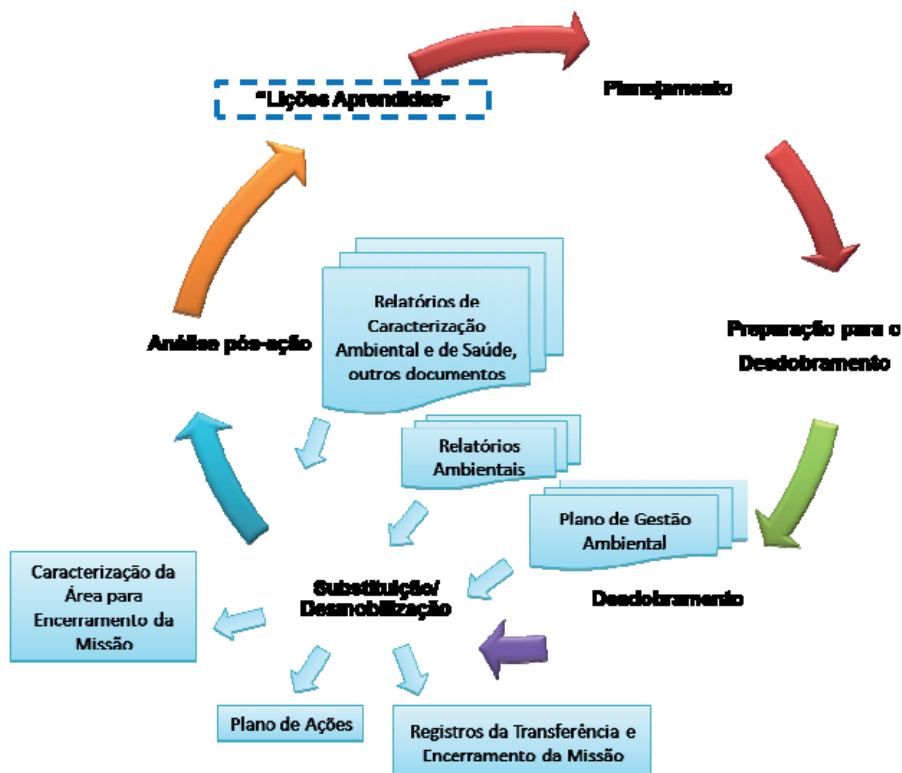 "Lições Aprendidas"
Planejamento
Relatórios de
Caracterização
Ambiental e de Saúde,
outros documentos
Análise pós-ação
Preparação para o
Desdobramento
Relatórios
Ambientais
Plano de Gestão
Ambiental
Caracterização da
Área para
Encerramento da
Missão
Substituição/
Desmobilização
Desdobramento
Plano de Ações
Registros da Transferência e
Encerramento da Missão